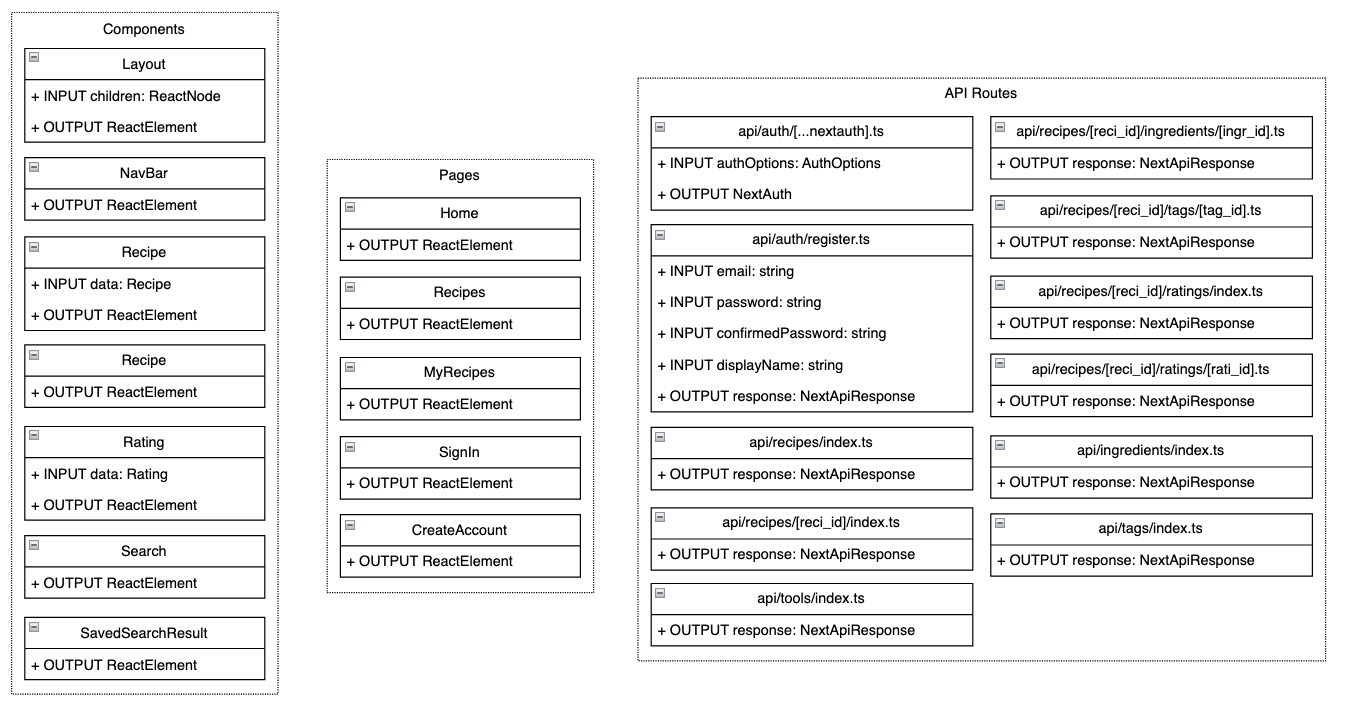 Components
Layout
+ INPUT children: ReactNode
+ OUTPUT ReactElement
NavBar
+ OUTPUT ReactElement
Recipe
+ INPUT data: Recipe
+ OUTPUT ReactElement
Recipe
+ OUTPUT ReactElement
Rating
+ INPUT data: Rating
+ OUTPUT ReactElement
Search
+ OUTPUT ReactElement
SavedSearchResult
+ OUTPUT ReactElement
Pages
Home
+ OUTPUT ReactElement
Recipes
+ OUTPUT ReactElement
MyRecipes
+ OUTPUT ReactElement
SignIn
+ OUTPUT ReactElement
CreateAccount
+ OUTPUT ReactElement
API Routes
api/auth/[...nextauth].ts
+ INPUT authOptions: AuthOptions
+ OUTPUT NextAuth
api/auth/register.ts
+ INPUT email: string
+ INPUT password: string
+ INPUT confirmedPassword: string
+ INPUT displayName: string
+ OUTPUT response: NextApiResponse
api/recipes/index.ts
+ OUTPUT response: NextApiResponse
api/recipes/[reci_id]/index.ts
+ OUTPUT response: NextApiResponse
api/tools/index.ts
+ OUTPUT response: NextApiResponse
api/recipes/[reci_id]/ingredients/[ingr_id].ts
+ OUTPUT response: NextApiResponse
api/recipes/[reci_id]/tags/[tag_id].ts
+ OUTPUT response: NextApiResponse
api/recipes/[reci_id]/ratings/index.ts
+ OUTPUT response: NextApiResponse
api/recipes/[reci_id]/ratings/[rati_id].ts
+ OUTPUT response: NextApiResponse
api/ingredients/index.ts
+ OUTPUT response: NextApiResponse
api/tags/index.ts
+ OUTPUT response: NextApiResponse